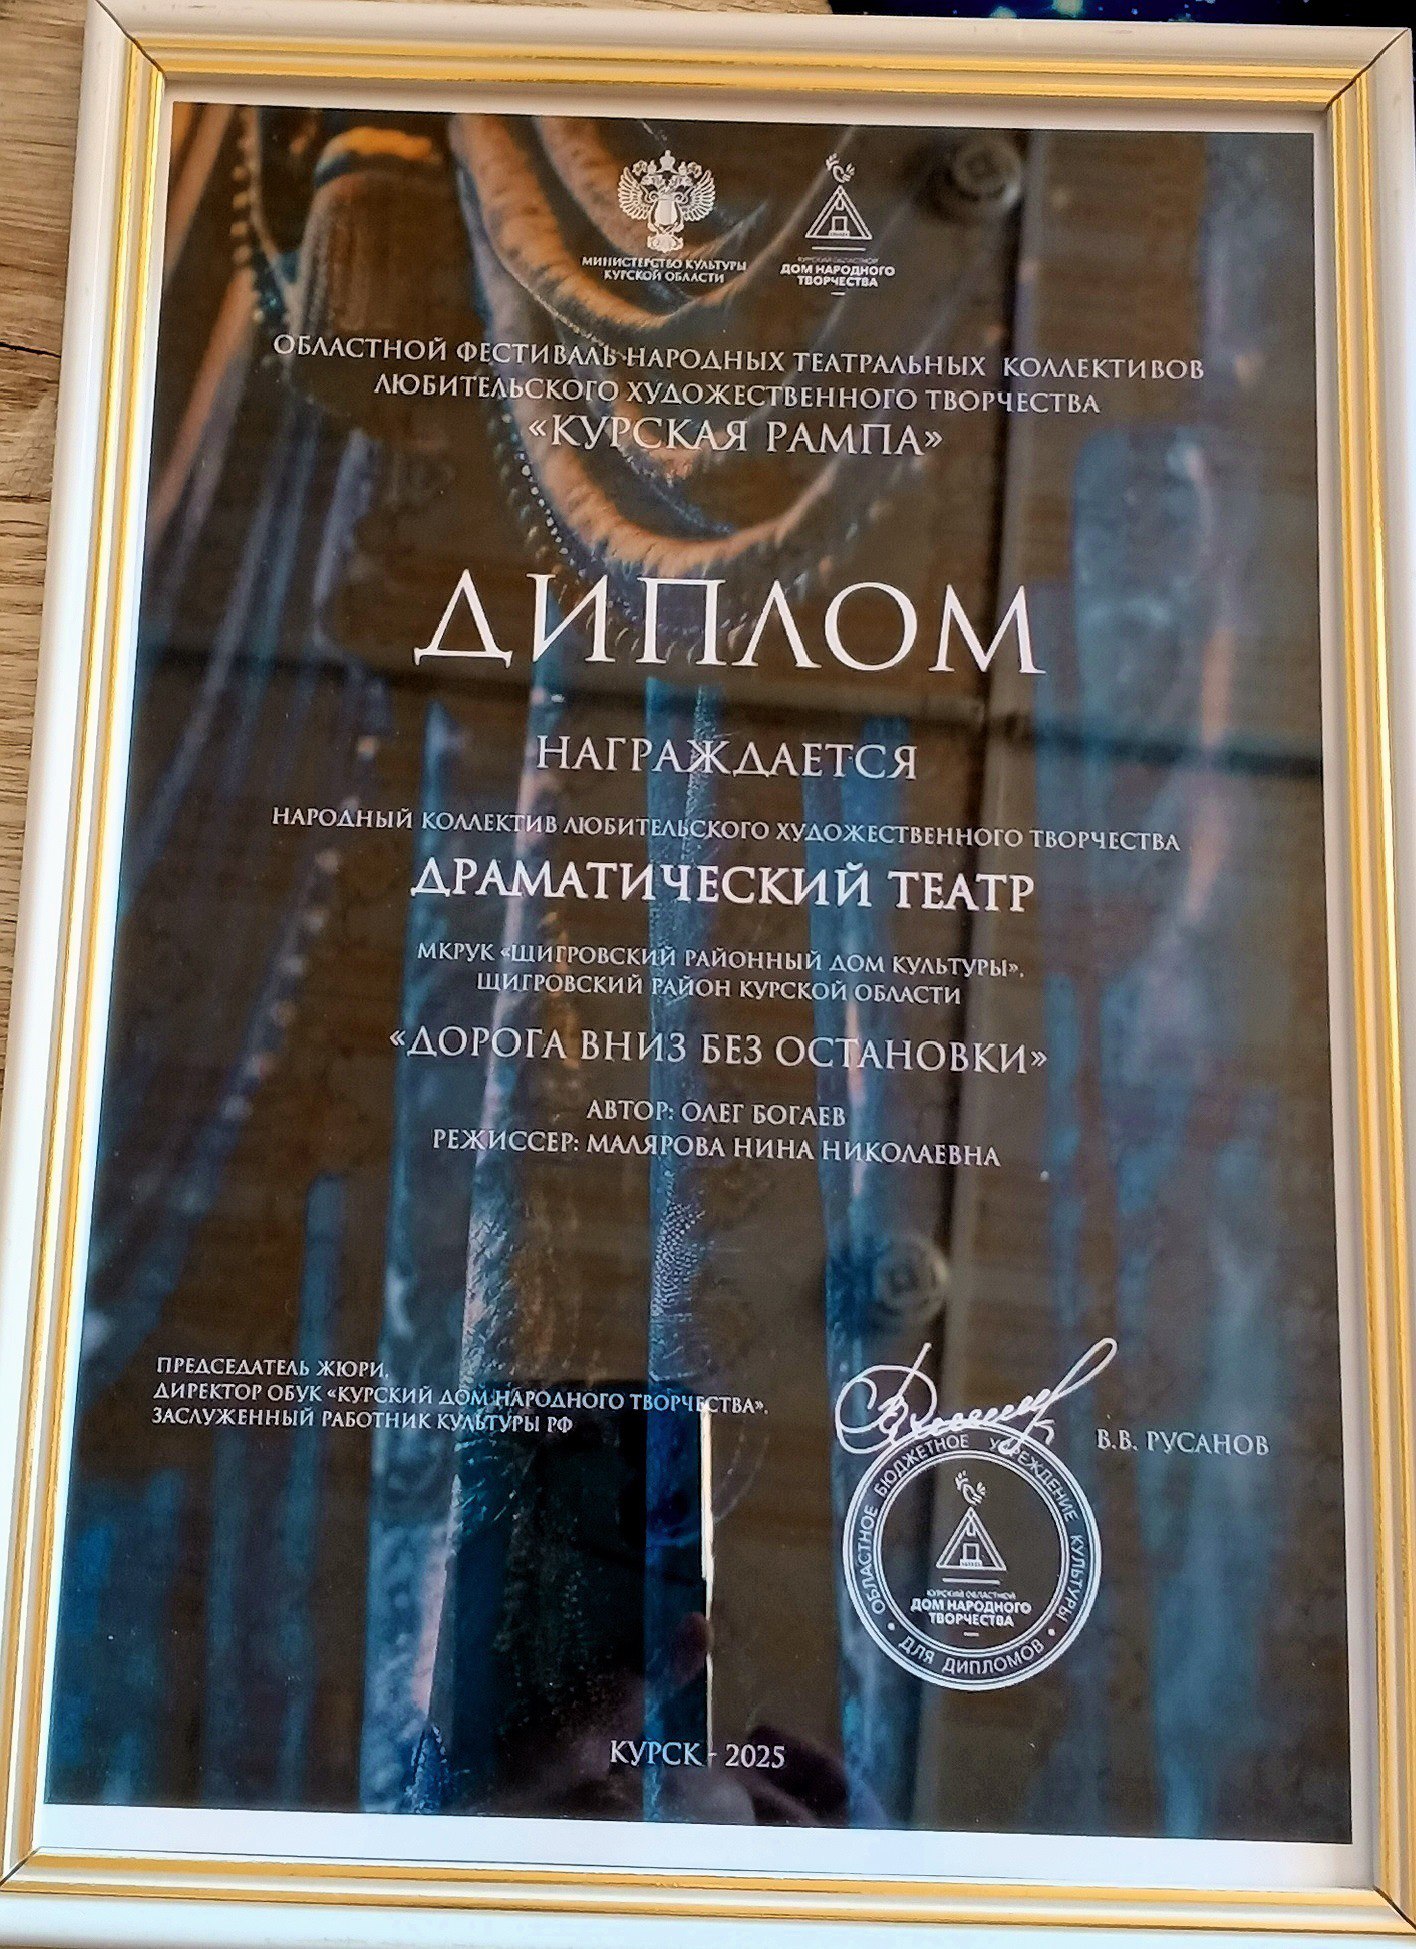 МИНИСТЕРСТВО КУЛЬТУРЫ
КУРСКОЙ ОБЛАСТИ
КУРСКИЙ ОБЛАСТНОЙ
ДОМ НАРОДНОГО
ТВОРЧЕСТВА
ОБЛАСТНОЙ ФЕСТИВАЛЬ НАРОДНЫХ ТЕАТРАЛЬНЫХ КОЛЛЕКТИВОВ
ЛЮБИТЕЛЬСКОГО ХУДОЖЕСТВЕННОГО ТВОРЧЕСТВА
«КУРСКАЯ РАМПА»
ДИПЛОМ
НАГРАЖДАЕТСЯ
НАРОДНЫЙ КОЛЛЕКТИВ ЛЮБИТЕЛЬСКОГО ХУДОЖЕСТВЕННОГО ТВОРЧЕСТВА
ДРАМАТИЧЕСКИЙ ТЕАТР
МКРУК «ЩИГРОВСКИЙ РАЙОННЫЙ ДОМ КУЛЬТУРЫ»,
ЩИГРОВСКИЙ РАЙОН КУРСКОЙ ОБЛАСТИ
«ДОРОГА ВНИЗ БЕЗ ОСТАНОВКИ»
АВТОР: ОЛЕГ БОГАЕВ
РЕЖИССЕР: МАЛЯРОВА НИНА НИКОЛАЕВНА
ПРЕДСЕДАТЕЛЬ ЖЮРИ,
ДИРЕКТОР ОБУК «КУРСКИЙ ДОМ НАРОДНОГО ТВОРЧЕСТВА»,
ЗАСЛУЖЕННЫЙ РАБОТНИК КУЛЬТУРЫ РФ
В.В. РУСАНОВ
ОБЛАСТНОЕ БЮДЖЕТНОЕ УЧРЕЖДЕНИЕ КУЛЬТУРЫ
КУРСКИЙ ОБЛАСТНОЙ
ДОМ НАРОДНОГО
ТВОРЧЕСТВА
• ДЛЯ ДИПЛОМОВ •
КУРСК - 2025